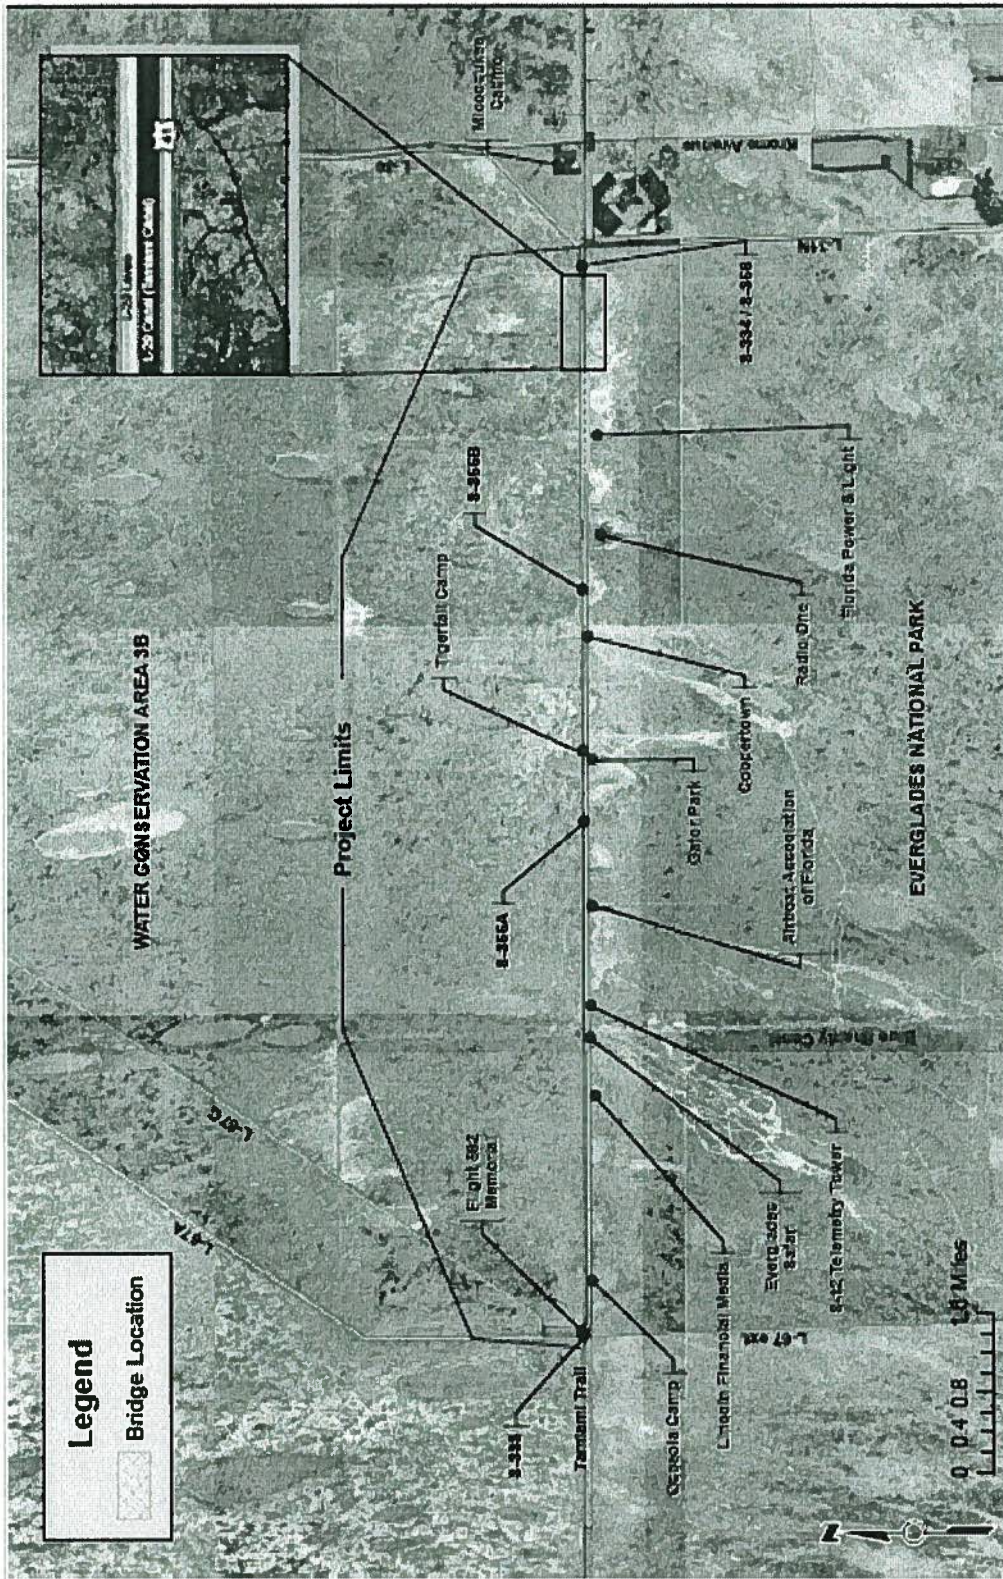 Legend
Bridge Location
WATER CONSERVATION AREA 3B
L-67A
L-67C
Project Limits
Flight 592
Memorial
S-333
Tamiami Trail
Tigertail Camp
S-355A
S-355B
L-29 Levee
L-29 Canal (Tamiami Canal)
41
Miccosukee
Casino
Krome Avenue
L-31N
S-334 / S-356
Osceola Camp
Lincoln Financial Media
Everglades
Safari
S-12 Telemetry Tower
Airboat Association
of Florida
Gator Park
Coopertown
Radio One
Florida Power & Light
L-67 ext
EVERGLADES NATIONAL PARK
0 0.4 0.8 1.6 Miles